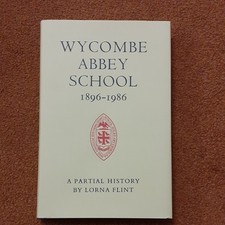 WYCOMBE
ABBEY
SCHOOL
1896-1986
A PARTIAL HISTORY
BY LORNA FLINT